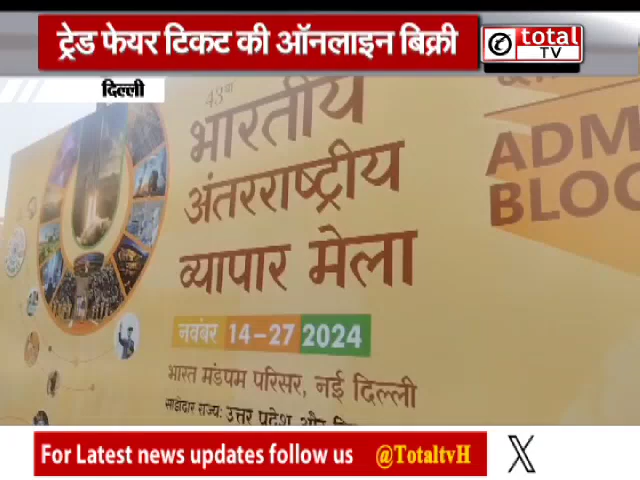 ट्रेड फेयर टिकट की ऑनलाइन बिक्री
total
TV
दिल्ली
43वां
भारतीय
अंतरराष्ट्रीय
व्यापार मेला
नवंबर 14-27 2024
भारत मंडपम परिसर, नई दिल्ली
साझेदार राज्य: उत्तर प्रदेश और
ADM
BLOC
For Latest news updates follow us @TotaltvH X